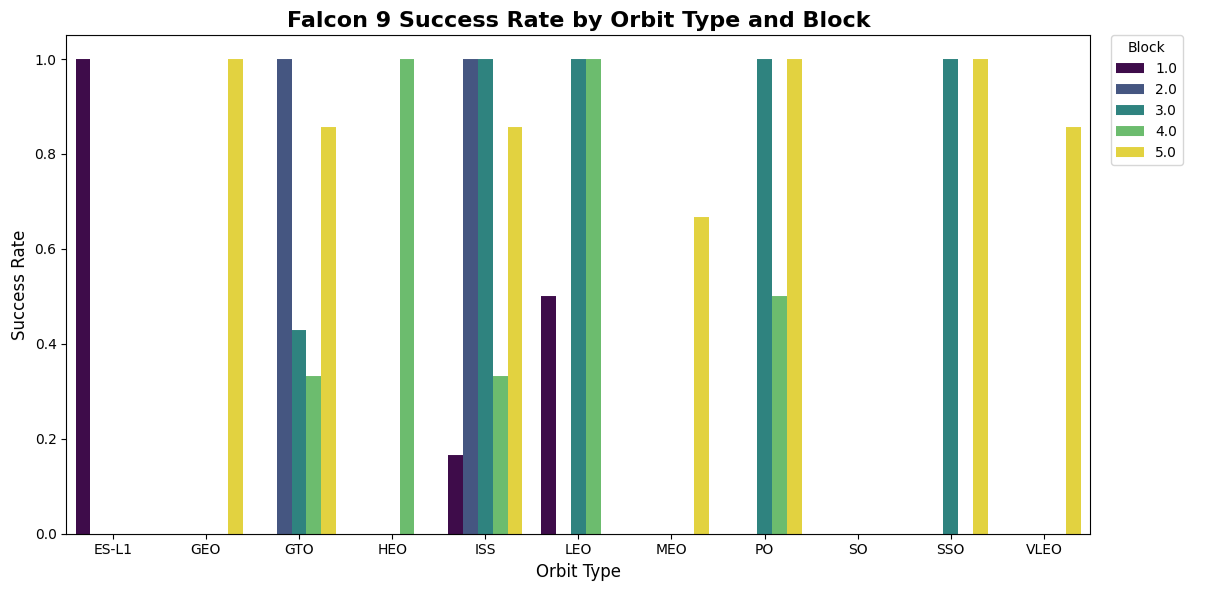 Falcon 9 Success Rate by Orbit Type and Block
Success Rate
1.0
0.8
0.6
0.4
0.2
0.0
ES-L1 GEO GTO HEO ISS LEO MEO PO SO SSO VLEO
Orbit Type
Block
1.0
2.0
3.0
4.0
5.0